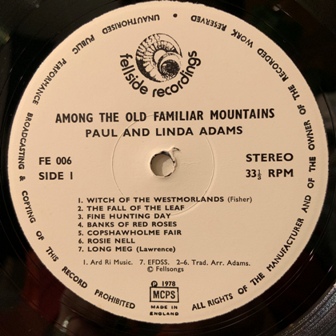 fellside recordings
AMONG THE OLD FAMILIAR MOUNTAINS
PAUL AND LINDA ADAMS
FE 006
SIDE 1
STEREO
33⅓ RPM
1. WITCH OF THE WESTMORLANDS (Fisher)
2. THE FALL OF THE LEAF
3. FINE HUNTING DAY
4. BANKS OF RED ROSES
5. COPSHAWHOLME FAIR
6. ROSIE NELL
7. LONG MEG (Lawrence)
1. Ard Ri Music. 7. EFDSS. 2–6. Trad. Arr. Adams.
© Fellsongs
℗ 1978
MCPS
MADE IN ENGLAND
ALL RIGHTS OF THE MANUFACTURER AND OF THE OWNER OF THE RECORDED WORK RESERVED
UNAUTHORISED PUBLIC PERFORMANCE BROADCASTING & COPYING OF THIS RECORD PROHIBITED